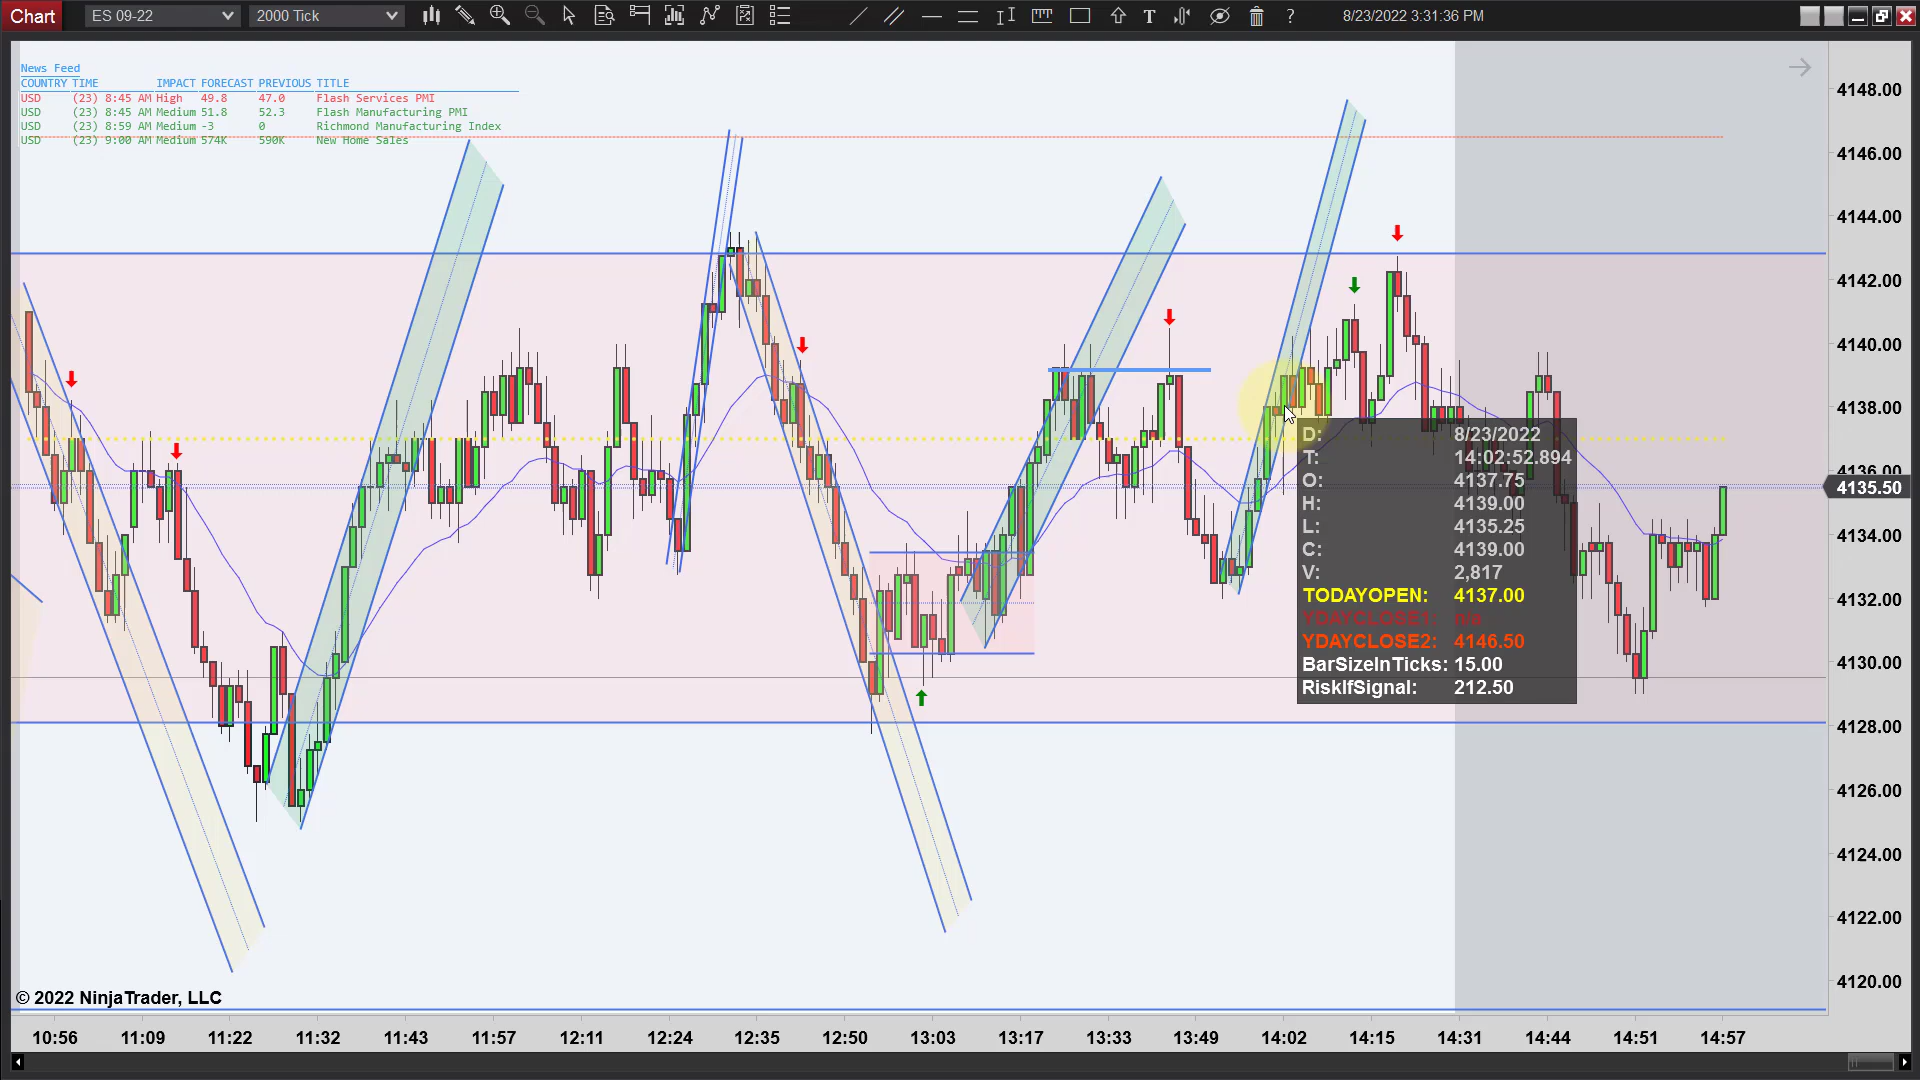 Chart ES 09-22 2000 Tick T ? 8/23/2022 3:31:36 PM
News Feed
COUNTRY TIME IMPACT FORECAST PREVIOUS TITLE
USD (23) 8:45 AM High 49.8 47.0 Flash Services PMI
USD (23) 8:45 AM Medium 51.8 52.3 Flash Manufacturing PMI
USD (23) 8:59 AM Medium -3 0 Richmond Manufacturing Index
USD (23) 9:00 AM Medium 574K 590K New Home Sales
4148.00
4146.00
4144.00
4142.00
4140.00
4138.00
4136.00
4135.50
4134.00
4132.00
4130.00
4128.00
4126.00
4124.00
4122.00
4120.00
D: 8/23/2022
T: 14:02:52.894
O: 4137.75
H: 4139.00
L: 4135.25
C: 4139.00
V: 2,817
TODAYOPEN: 4137.00
YDAYCLOSE1: n/a
YDAYCLOSE2: 4146.50
BarSizeInTicks: 15.00
RiskIfSignal: 212.50
© 2022 NinjaTrader, LLC
10:56 11:09 11:22 11:32 11:43 11:57 12:11 12:24 12:35 12:50 13:03 13:17 13:33 13:49 14:02 14:15 14:31 14:44 14:51 14:57